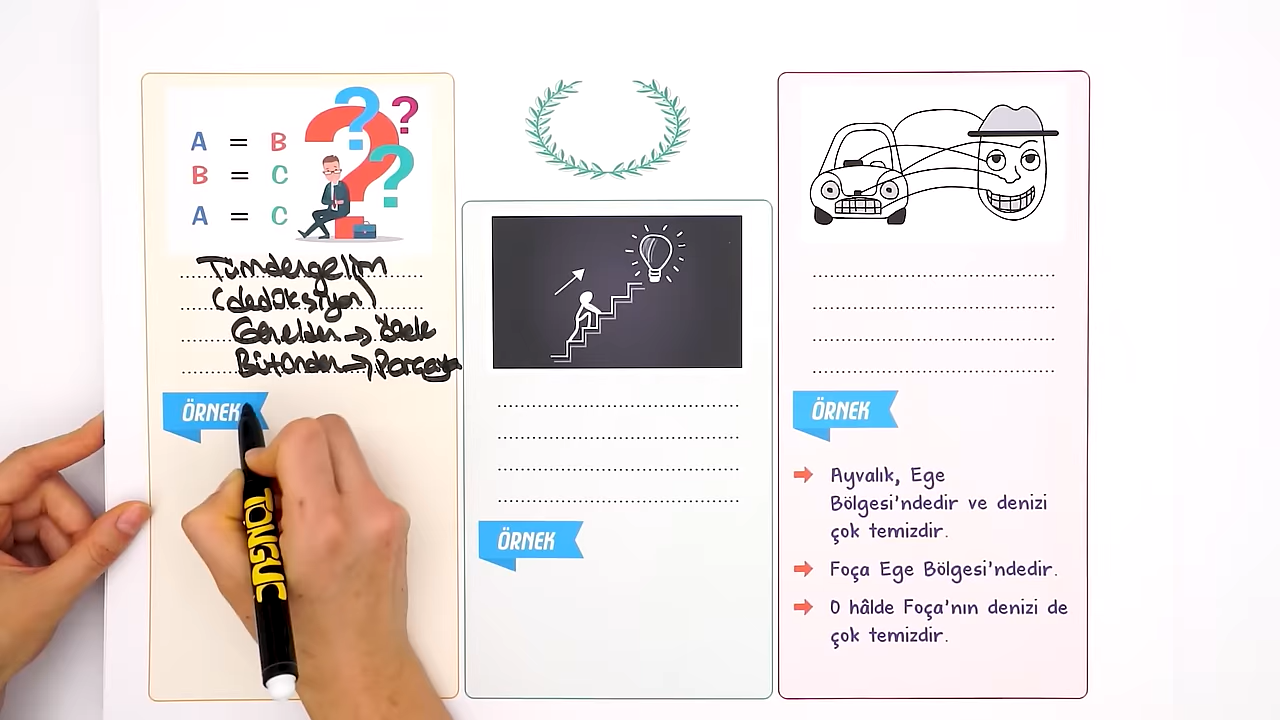 A = B
B = C
A = C
? ? ? ?
Tümdengelim
(dedüksiyon)
Genelden → özele
Bütünden → Parçaya
ÖRNEK
TONGUÇ
ÖRNEK
ÖRNEK
Ayvalık, Ege
Bölgesi'ndedir ve denizi
çok temizdir.
Foça Ege Bölgesi'ndedir.
O hâlde Foça'nın denizi de
çok temizdir.